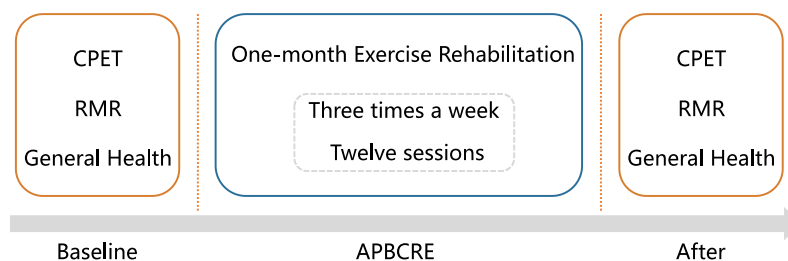 CPET
RMR
General Health
One-month Exercise Rehabilitation
Three times a week
Twelve sessions
CPET
RMR
General Health
Baseline
APBCRE
After